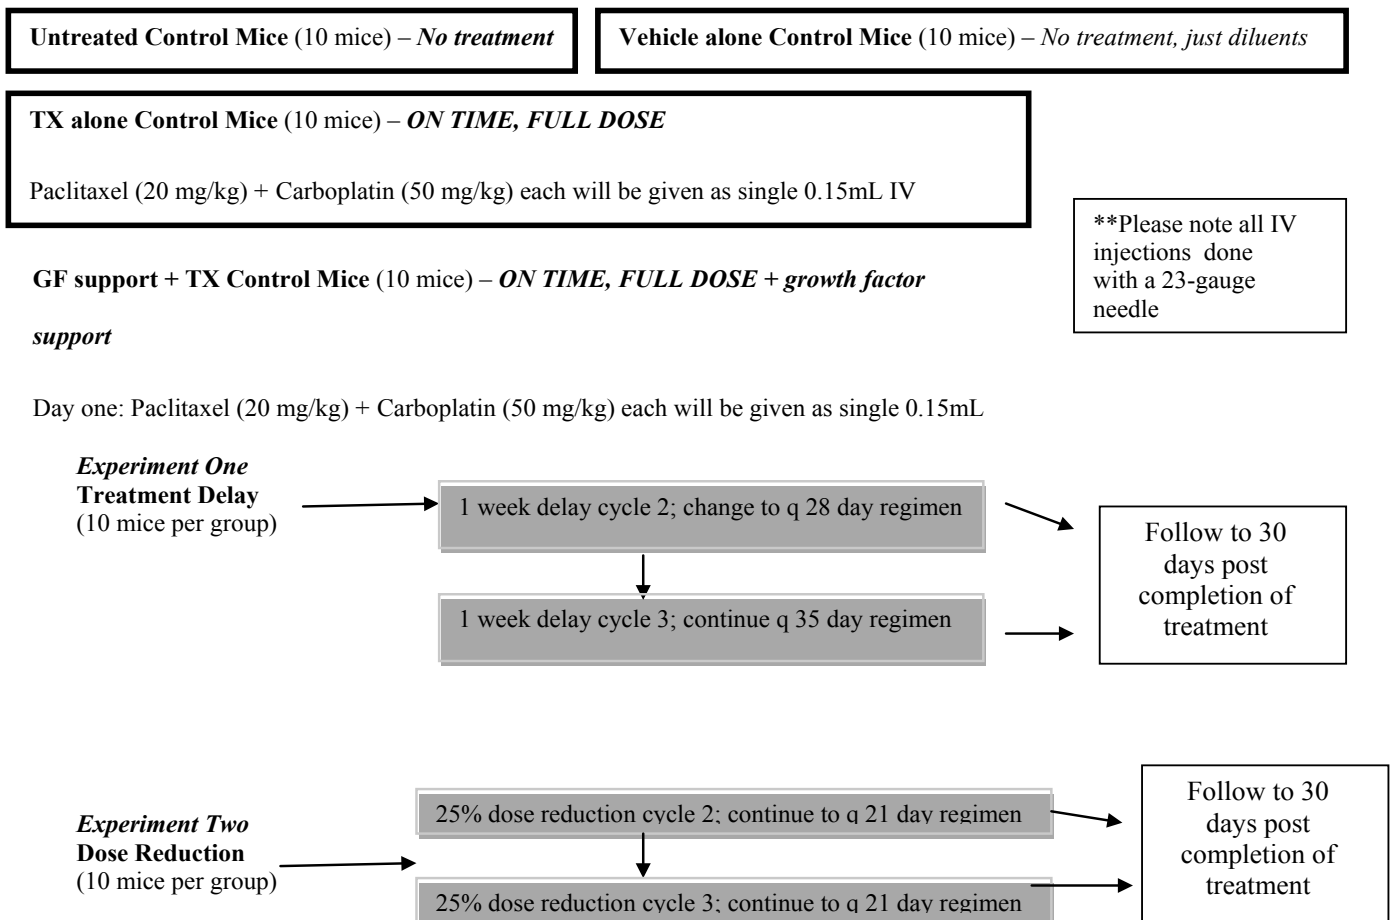 Untreated Control Mice (10 mice) – No treatment
Vehicle alone Control Mice (10 mice) – No treatment, just diluents
TX alone Control Mice (10 mice) – ON TIME, FULL DOSE
Paclitaxel (20 mg/kg) + Carboplatin (50 mg/kg) each will be given as single 0.15mL IV
**Please note all IV
injections  done
with a 23-gauge
needle
GF support + TX Control Mice (10 mice) – ON TIME, FULL DOSE + growth factor
support
Day one: Paclitaxel (20 mg/kg) + Carboplatin (50 mg/kg) each will be given as single 0.15mL
Experiment One
Treatment Delay
(10 mice per group)
1 week delay cycle 2; change to q 28 day regimen
1 week delay cycle 3; continue q 35 day regimen
Follow to 30
days post
completion of
treatment
Experiment Two
Dose Reduction
(10 mice per group)
25% dose reduction cycle 2; continue to q 21 day regimen
25% dose reduction cycle 3; continue to q 21 day regimen
Follow to 30
days post
completion of
treatment